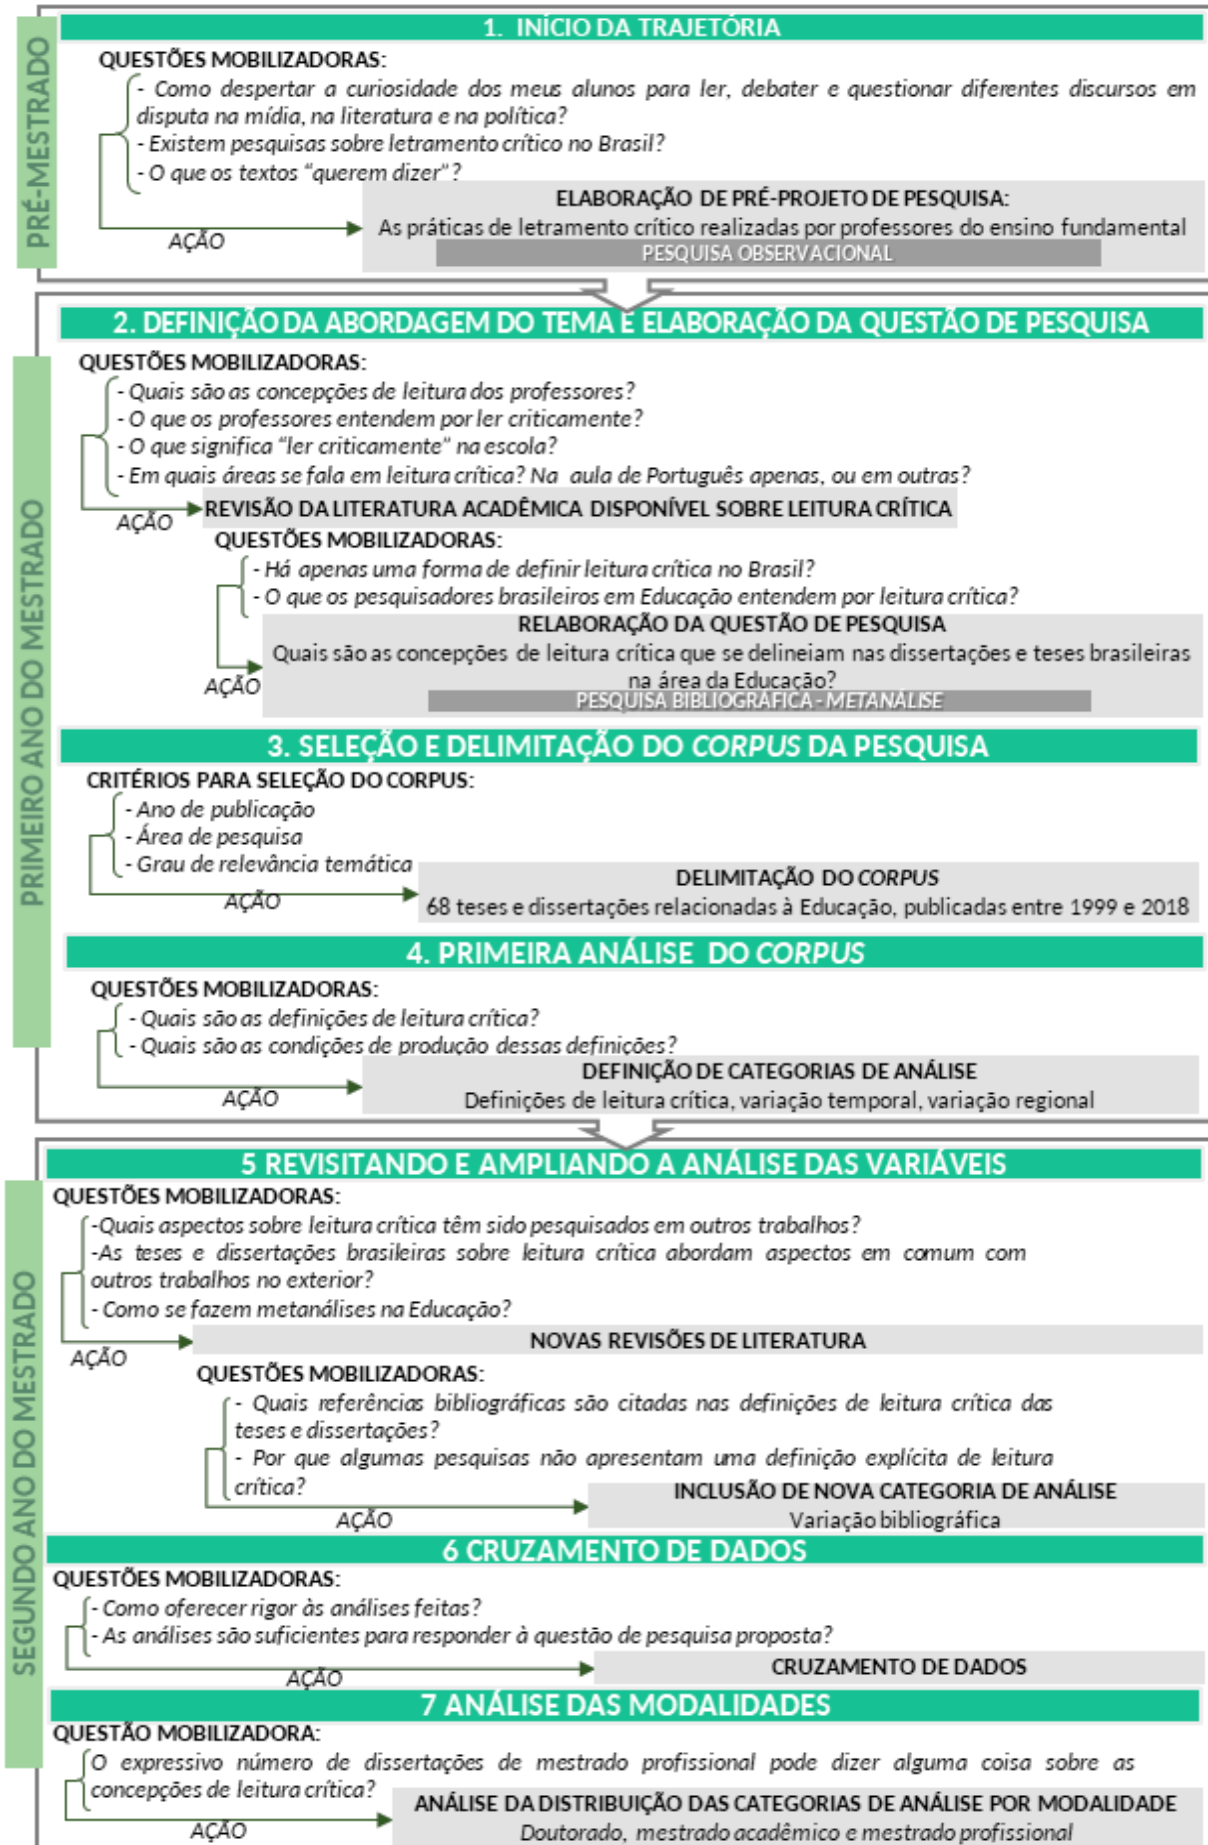 PRÉ-MESTRADO
1. INÍCIO DA TRAJETÓRIA
QUESTÕES MOBILIZADORAS:
- Como despertar a curiosidade dos meus alunos para ler, debater e questionar diferentes discursos em
disputa na mídia, na literatura e na política?
- Existem pesquisas sobre letramento crítico no Brasil?
- O que os textos “querem dizer”?
AÇÃO
ELABORAÇÃO DE PRÉ-PROJETO DE PESQUISA:
As práticas de letramento crítico realizadas por professores do ensino fundamental
PESQUISA OBSERVACIONAL
PRIMEIRO ANO DO MESTRADO
2. DEFINIÇÃO DA ABORDAGEM DO TEMA E ELABORAÇÃO DA QUESTÃO DE PESQUISA
QUESTÕES MOBILIZADORAS:
- Quais são as concepções de leitura dos professores?
- O que os professores entendem por ler criticamente?
- O que significa “ler criticamente” na escola?
- Em quais áreas se fala em leitura crítica? Na aula de Português apenas, ou em outras?
AÇÃO
REVISÃO DA LITERATURA ACADÊMICA DISPONÍVEL SOBRE LEITURA CRÍTICA
QUESTÕES MOBILIZADORAS:
- Há apenas uma forma de definir leitura crítica no Brasil?
- O que os pesquisadores brasileiros em Educação entendem por leitura crítica?
AÇÃO
RELABORAÇÃO DA QUESTÃO DE PESQUISA
Quais são as concepções de leitura crítica que se delineiam nas dissertações e teses brasileiras
na área da Educação?
PESQUISA BIBLIOGRÁFICA - METANÁLISE
3. SELEÇÃO E DELIMITAÇÃO DO CORPUS DA PESQUISA
CRITÉRIOS PARA SELEÇÃO DO CORPUS:
- Ano de publicação
- Área de pesquisa
- Grau de relevância temática
AÇÃO
DELIMITAÇÃO DO CORPUS
68 teses e dissertações relacionadas à Educação, publicadas entre 1999 e 2018
4. PRIMEIRA ANÁLISE DO CORPUS
QUESTÕES MOBILIZADORAS:
- Quais são as definições de leitura crítica?
- Quais são as condições de produção dessas definições?
AÇÃO
DEFINIÇÃO DE CATEGORIAS DE ANÁLISE
Definições de leitura crítica, variação temporal, variação regional
SEGUNDO ANO DO MESTRADO
5 REVISITANDO E AMPLIANDO A ANÁLISE DAS VARIÁVEIS
QUESTÕES MOBILIZADORAS:
-Quais aspectos sobre leitura crítica têm sido pesquisados em outros trabalhos?
-As teses e dissertações brasileiras sobre leitura crítica abordam aspectos em comum com
outros trabalhos no exterior?
- Como se fazem metanálises na Educação?
AÇÃO
NOVAS REVISÕES DE LITERATURA
QUESTÕES MOBILIZADORAS:
- Quais referências bibliográficas são citadas nas definições de leitura crítica das
teses e dissertações?
- Por que algumas pesquisas não apresentam uma definição explícita de leitura
crítica?
AÇÃO
INCLUSÃO DE NOVA CATEGORIA DE ANÁLISE
Variação bibliográfica
6 CRUZAMENTO DE DADOS
QUESTÕES MOBILIZADORAS:
- Como oferecer rigor às análises feitas?
- As análises são suficientes para responder à questão de pesquisa proposta?
AÇÃO
CRUZAMENTO DE DADOS
7 ANÁLISE DAS MODALIDADES
QUESTÃO MOBILIZADORA:
O expressivo número de dissertações de mestrado profissional pode dizer alguma coisa sobre as
concepções de leitura crítica?
AÇÃO
ANÁLISE DA DISTRIBUIÇÃO DAS CATEGORIAS DE ANÁLISE POR MODALIDADE
Doutorado, mestrado acadêmico e mestrado profissional